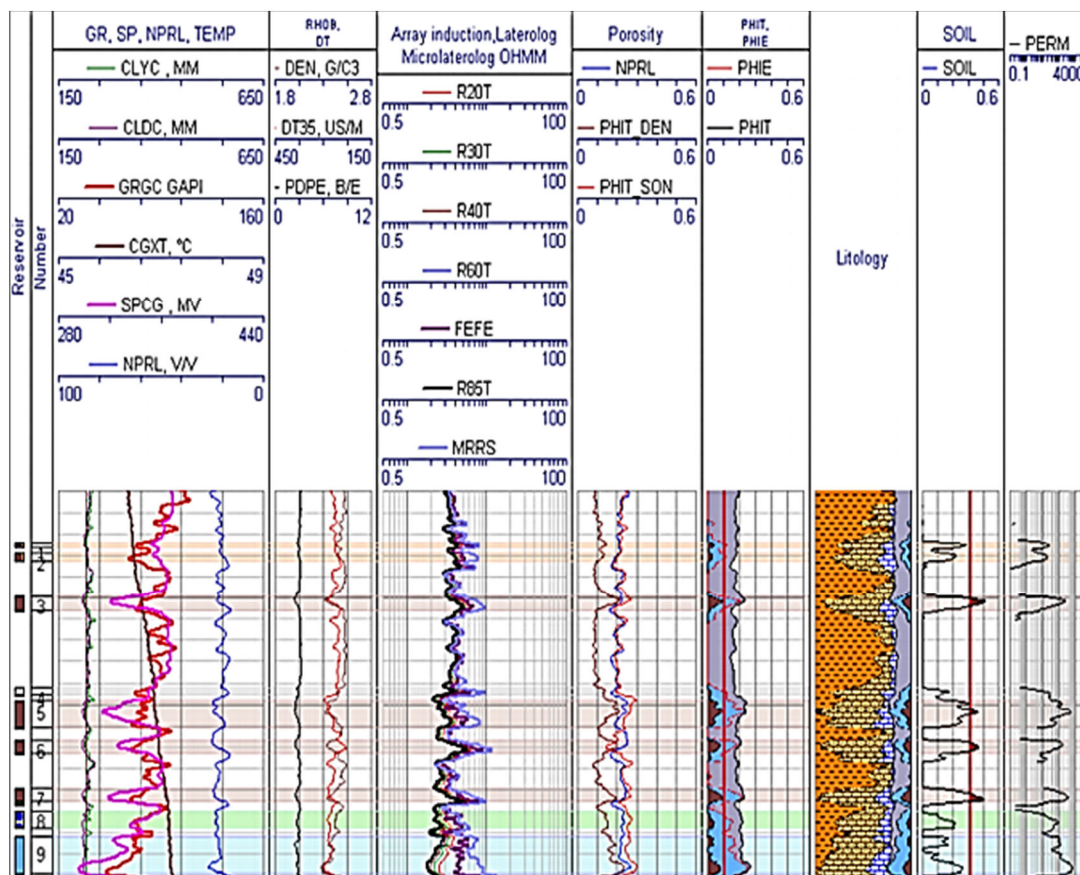 GR, SP, NPRL, TEMP
CLYC , MM
150 650
CLDC, MM
150 650
GRGC GAPI
20 160
CGXT, °C
45 49
SPCG , MV
280 440
NPRL, V/V
100 0
RHOB,
DT
DEN, G/C3
1.8 2.8
DT35, US/M
450 150
PDPE, B/E
0 12
Array induction,Laterolog
Microlaterolog OHMM
R20T
0.5 100
R30T
0.5 100
R40T
0.5 100
R60T
0.5 100
FEFE
0.5 100
R85T
0.5 100
MRRS
0.5 100
Porosity
NPRL
0 0.6
PHIT_DEN
0 0.6
PHIT_SON
0 0.6
PHIT,
PHIE
PHIE
0 0.6
PHIT
0 0.6
Litology
SOIL
SOIL
0 0.6
PERM
0.1 4000
Reservoir
Number
1
2
3
4
5
6
7
8
9